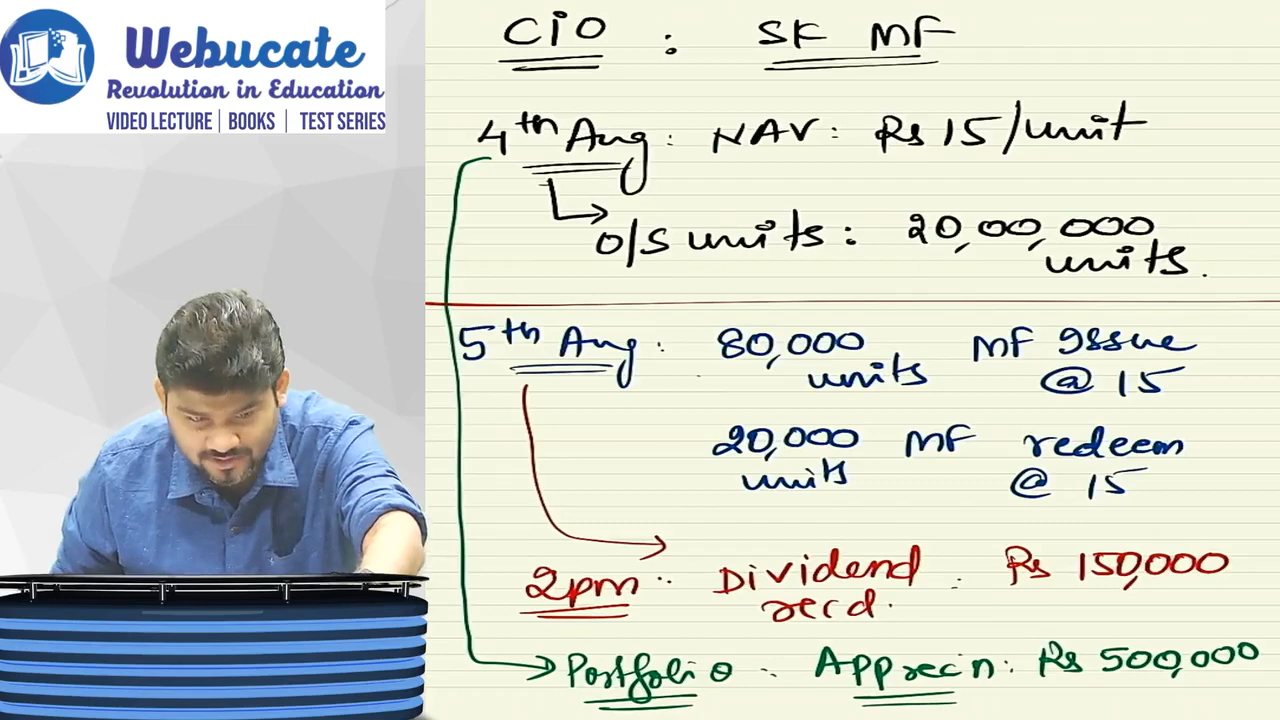 Webucate
Revolution in Education
VIDEO LECTURE | BOOKS | TEST SERIES
CIO : SK MF
4th Aug: NAV: Rs 15/unit
O/S units: 20,00,000
units.
5th Aug: 80,000 MF Issue
units @ 15
20,000 MF redeem
units @ 15
2pm: Dividend : Rs 150,000
recd.
Portfolio : Apprecn: Rs 500,000